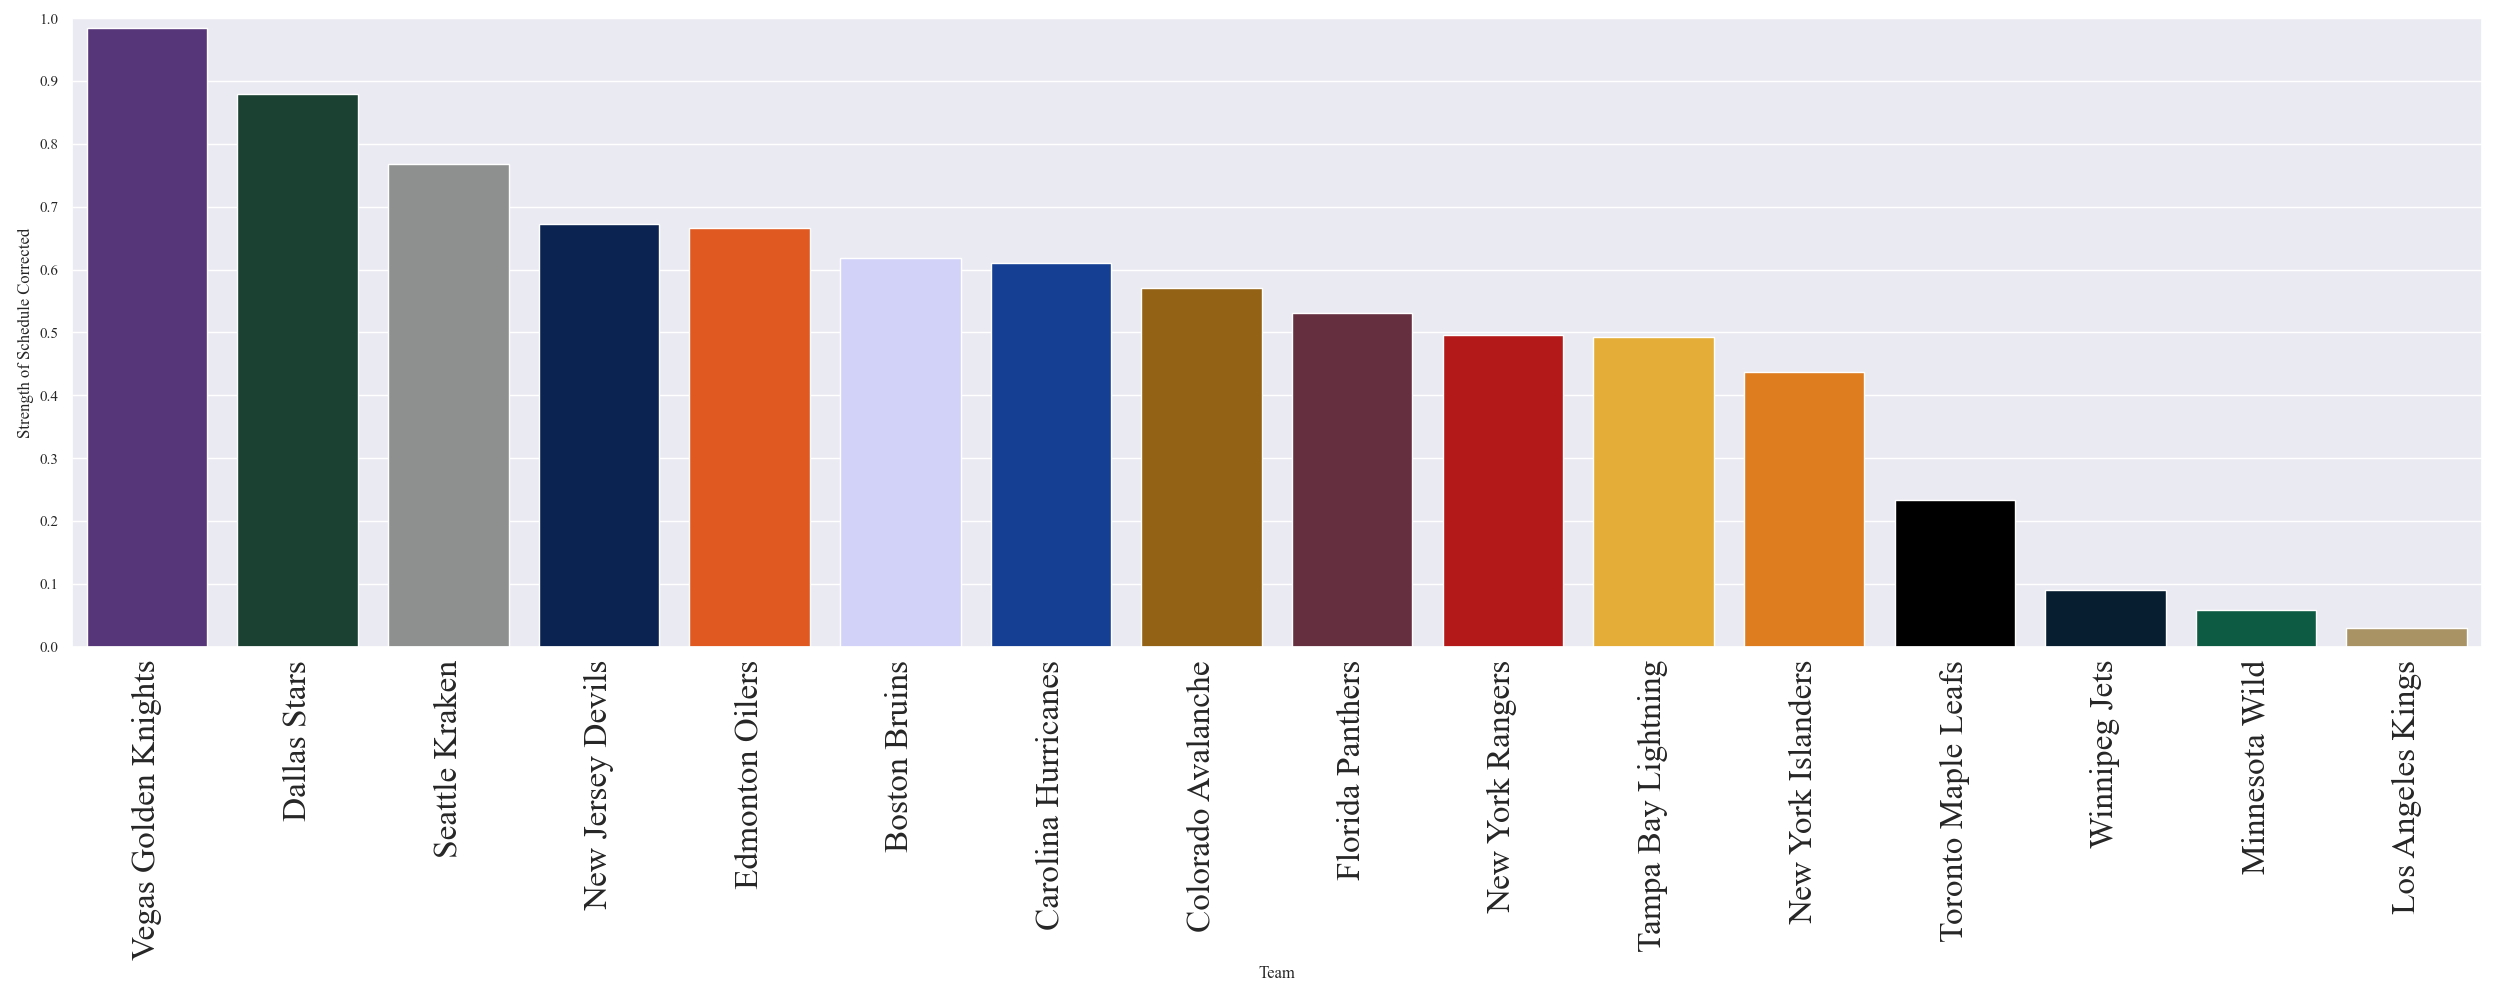 1.0
0.9
0.8
0.7
0.6
0.5
0.4
0.3
0.2
0.1
0.0
Strength of Schedule Corrected
Vegas Golden Knights
Dallas Stars
Seattle Kraken
New Jersey Devils
Edmonton Oilers
Boston Bruins
Carolina Hurricanes
Colorado Avalanche
Florida Panthers
New York Rangers
Tampa Bay Lightning
New York Islanders
Toronto Maple Leafs
Winnipeg Jets
Minnesota Wild
Los Angeles Kings
Team